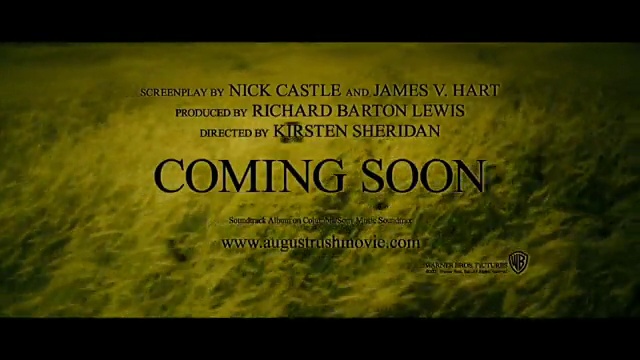 SCREENPLAY BY NICK CASTLE AND JAMES V. HART
PRODUCED BY RICHARD BARTON LEWIS
DIRECTED BY KIRSTEN SHERIDAN
COMING SOON
Soundtrack Album on Columbia/Sony Music Soundtrax
www.augustrushmovie.com
WARNER BROS. PICTURES
WB